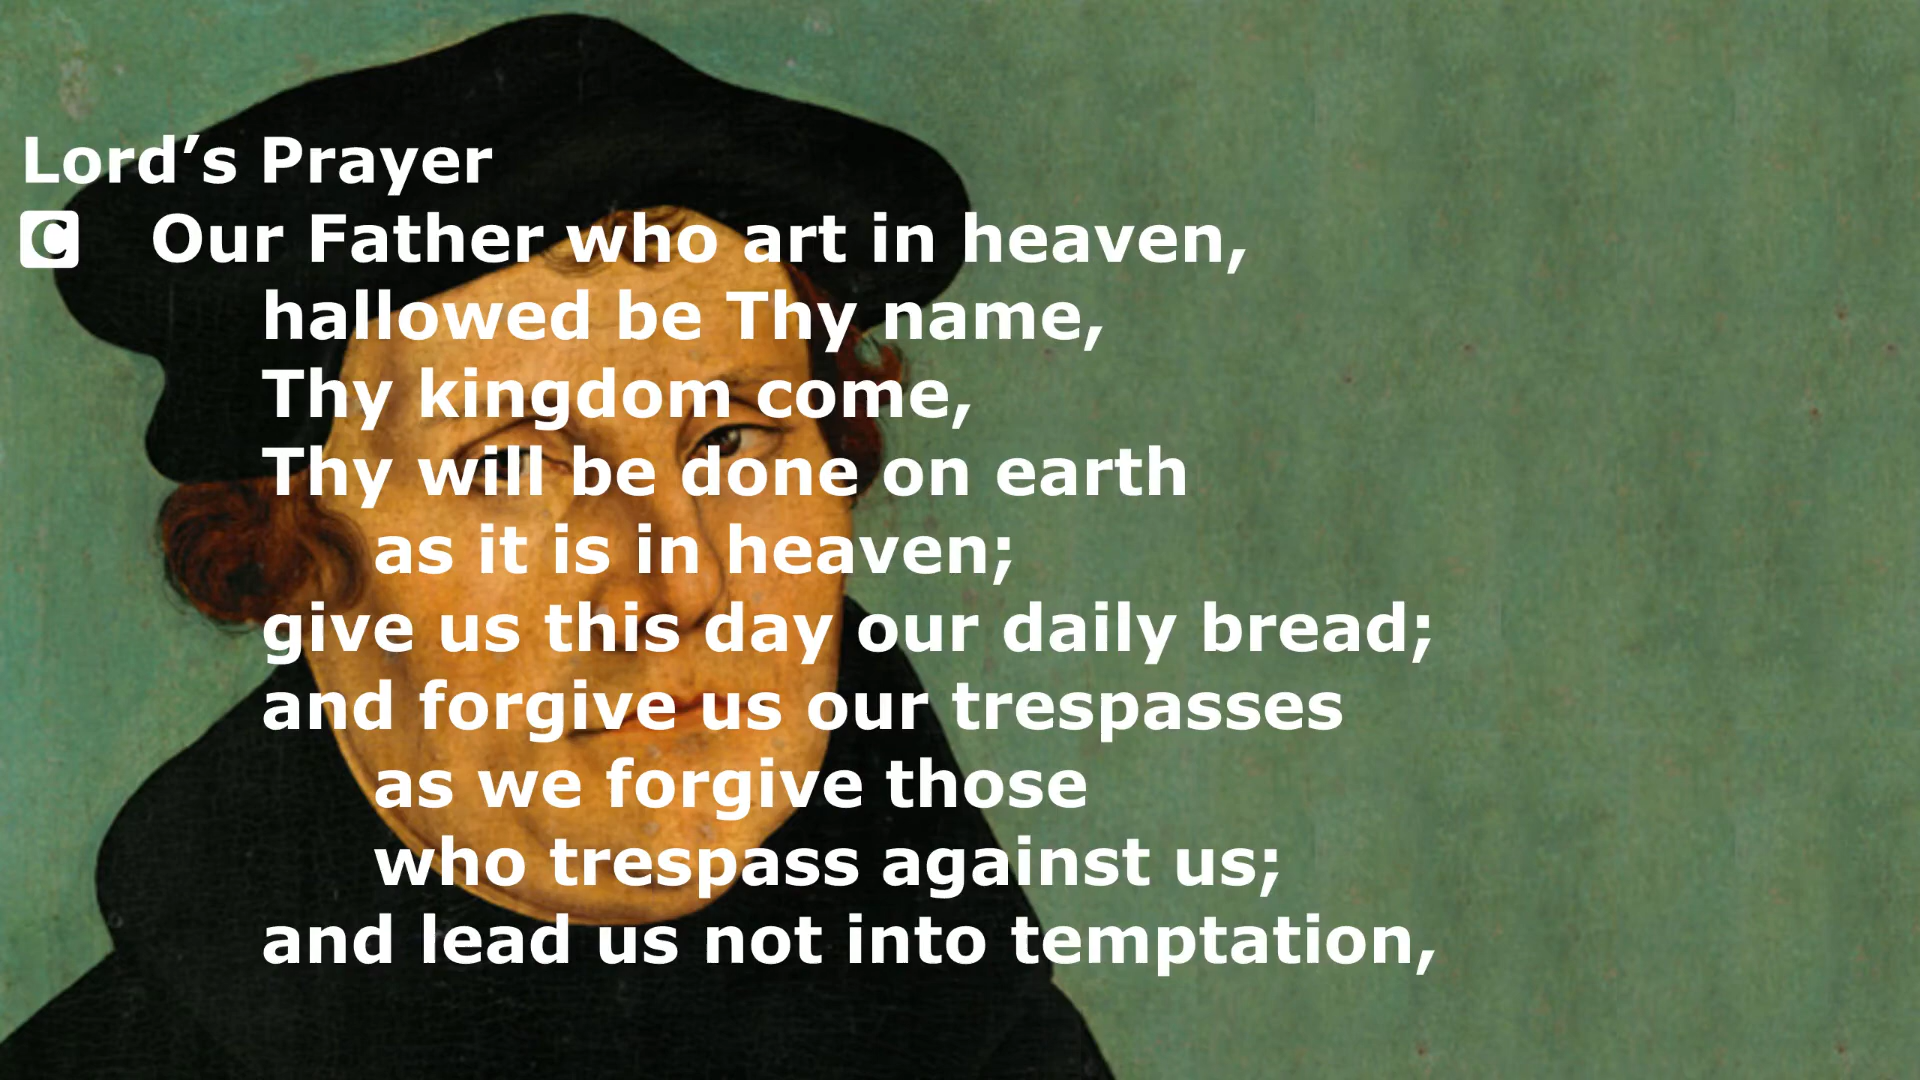 Lord’s Prayer
C Our Father who art in heaven,
hallowed be Thy name,
Thy kingdom come,
Thy will be done on earth
as it is in heaven;
give us this day our daily bread;
and forgive us our trespasses
as we forgive those
who trespass against us;
and lead us not into temptation,